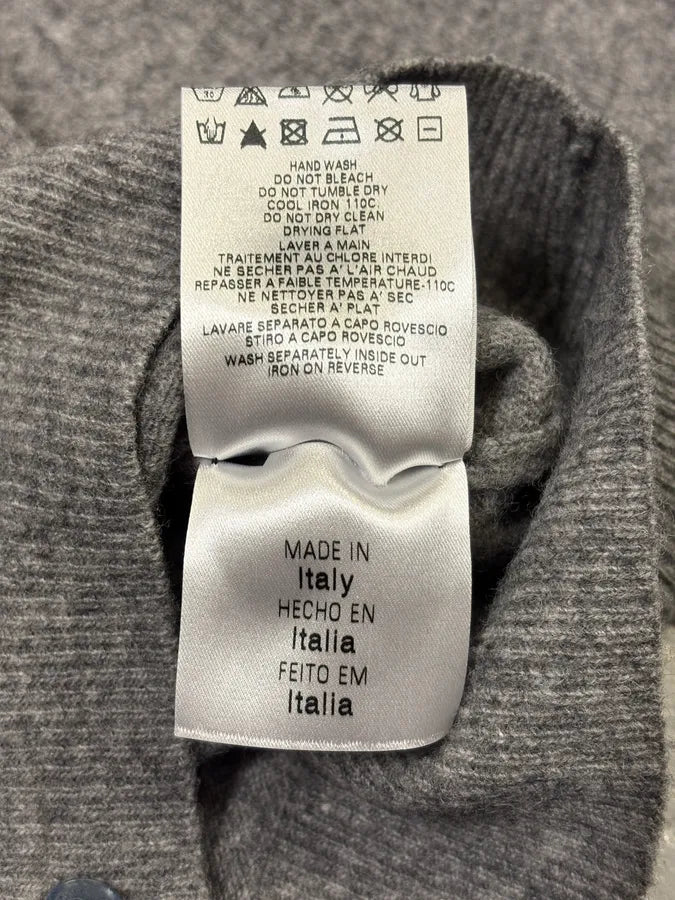 30
HAND WASH
DO NOT BLEACH
DO NOT TUMBLE DRY
COOL IRON 110C.
DO NOT DRY CLEAN
DRYING FLAT
LAVER A MAIN
TRAITEMENT AU CHLORE INTERDI
NE SECHER PAS A' L'AIR CHAUD
REPASSER A FAIBLE TEMPERATURE-110C
NE NETTOYER PAS A' SEC
SECHER A' PLAT
LAVARE SEPARATO A CAPO ROVESCIO
STIRO A CAPO ROVESCIO
WASH SEPARATELY INSIDE OUT
IRON ON REVERSE
MADE IN
Italy
HECHO EN
Italia
FEITO EM
Italia